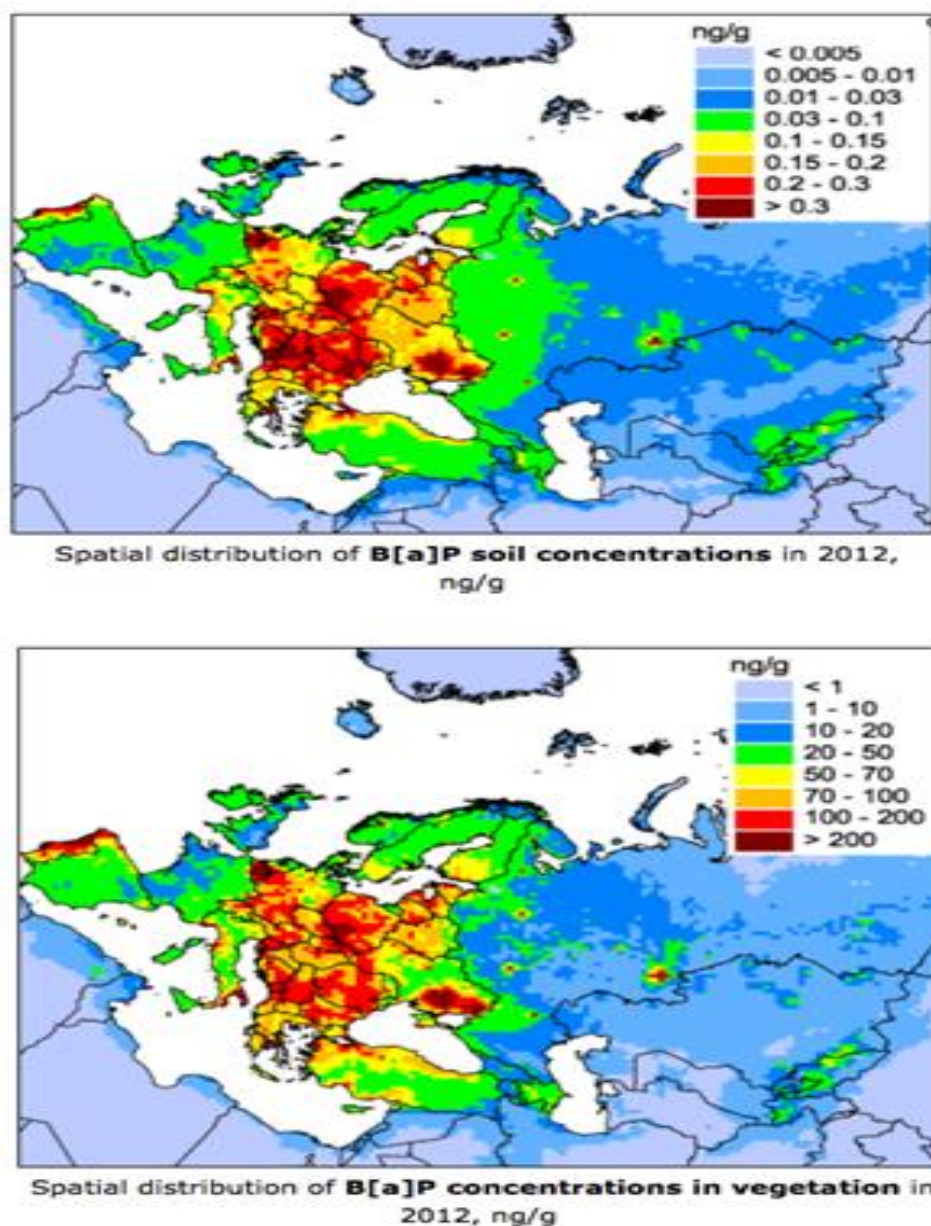 ng/g
< 0.005
0.005 - 0.01
0.01 - 0.03
0.03 - 0.1
0.1 - 0.15
0.15 - 0.2
0.2 - 0.3
> 0.3
Spatial distribution of B[a]P soil concentrations in 2012,
ng/g
ng/g
< 1
1 - 10
10 - 20
20 - 50
50 - 70
70 - 100
100 - 200
> 200
Spatial distribution of B[a]P concentrations in vegetation in
2012, ng/g